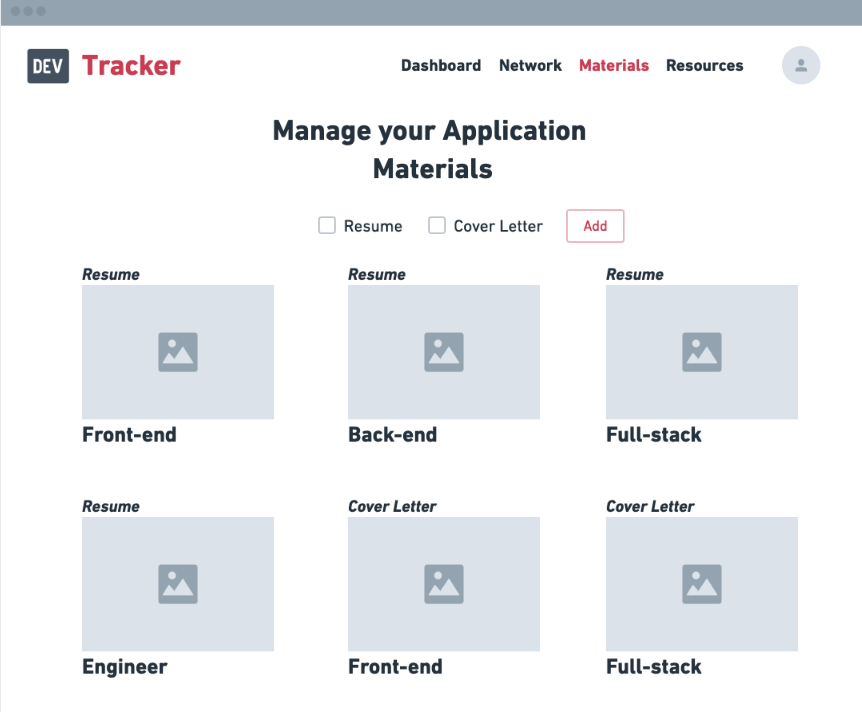 DEV Tracker Dashboard Network Materials Resources
Manage your Application
Materials
Resume Cover Letter Add
Resume Resume Resume
Front-end Back-end Full-stack
Resume Cover Letter Cover Letter
Engineer Front-end Full-stack